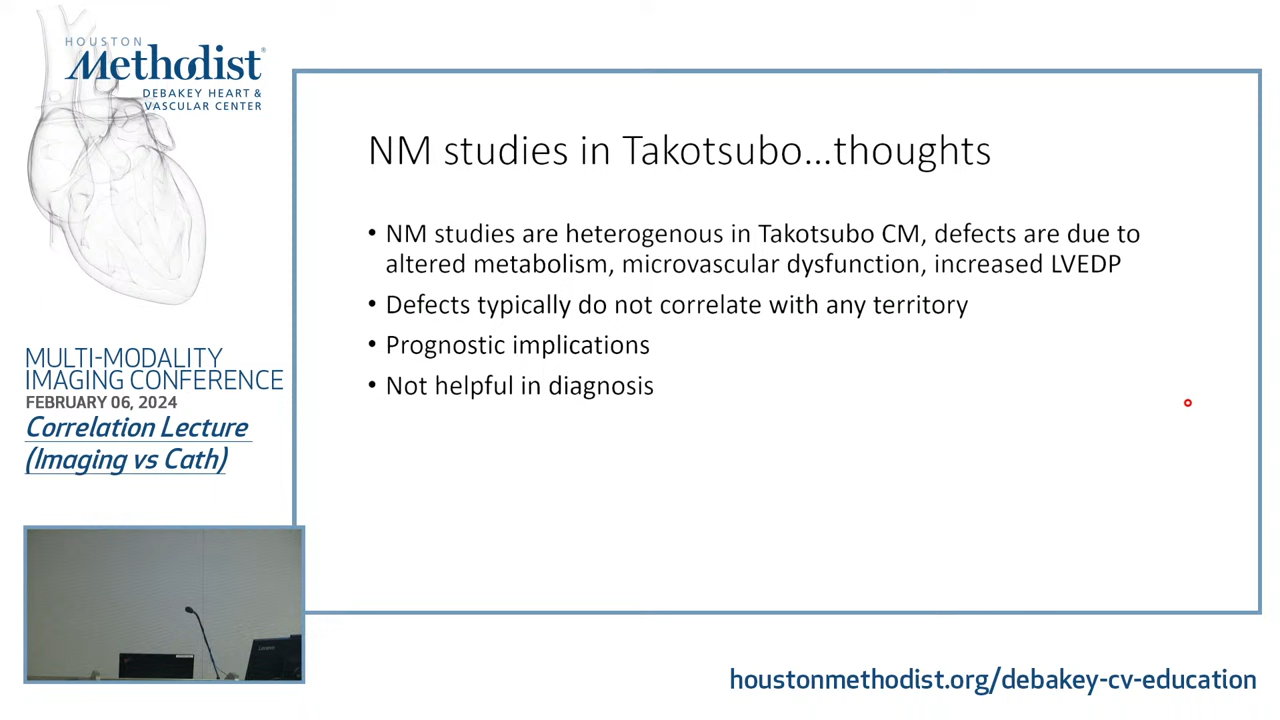 HOUSTON
Methodist®
DEBAKEY HEART &
VASCULAR CENTER
NM studies in Takotsubo...thoughts
• NM studies are heterogenous in Takotsubo CM, defects are due to
altered metabolism, microvascular dysfunction, increased LVEDP
• Defects typically do not correlate with any territory
• Prognostic implications
• Not helpful in diagnosis
MULTI-MODALITY
IMAGING CONFERENCE
FEBRUARY 06, 2024
Correlation Lecture
(Imaging vs Cath)
Lenovo
houstonmethodist.org/debakey-cv-education